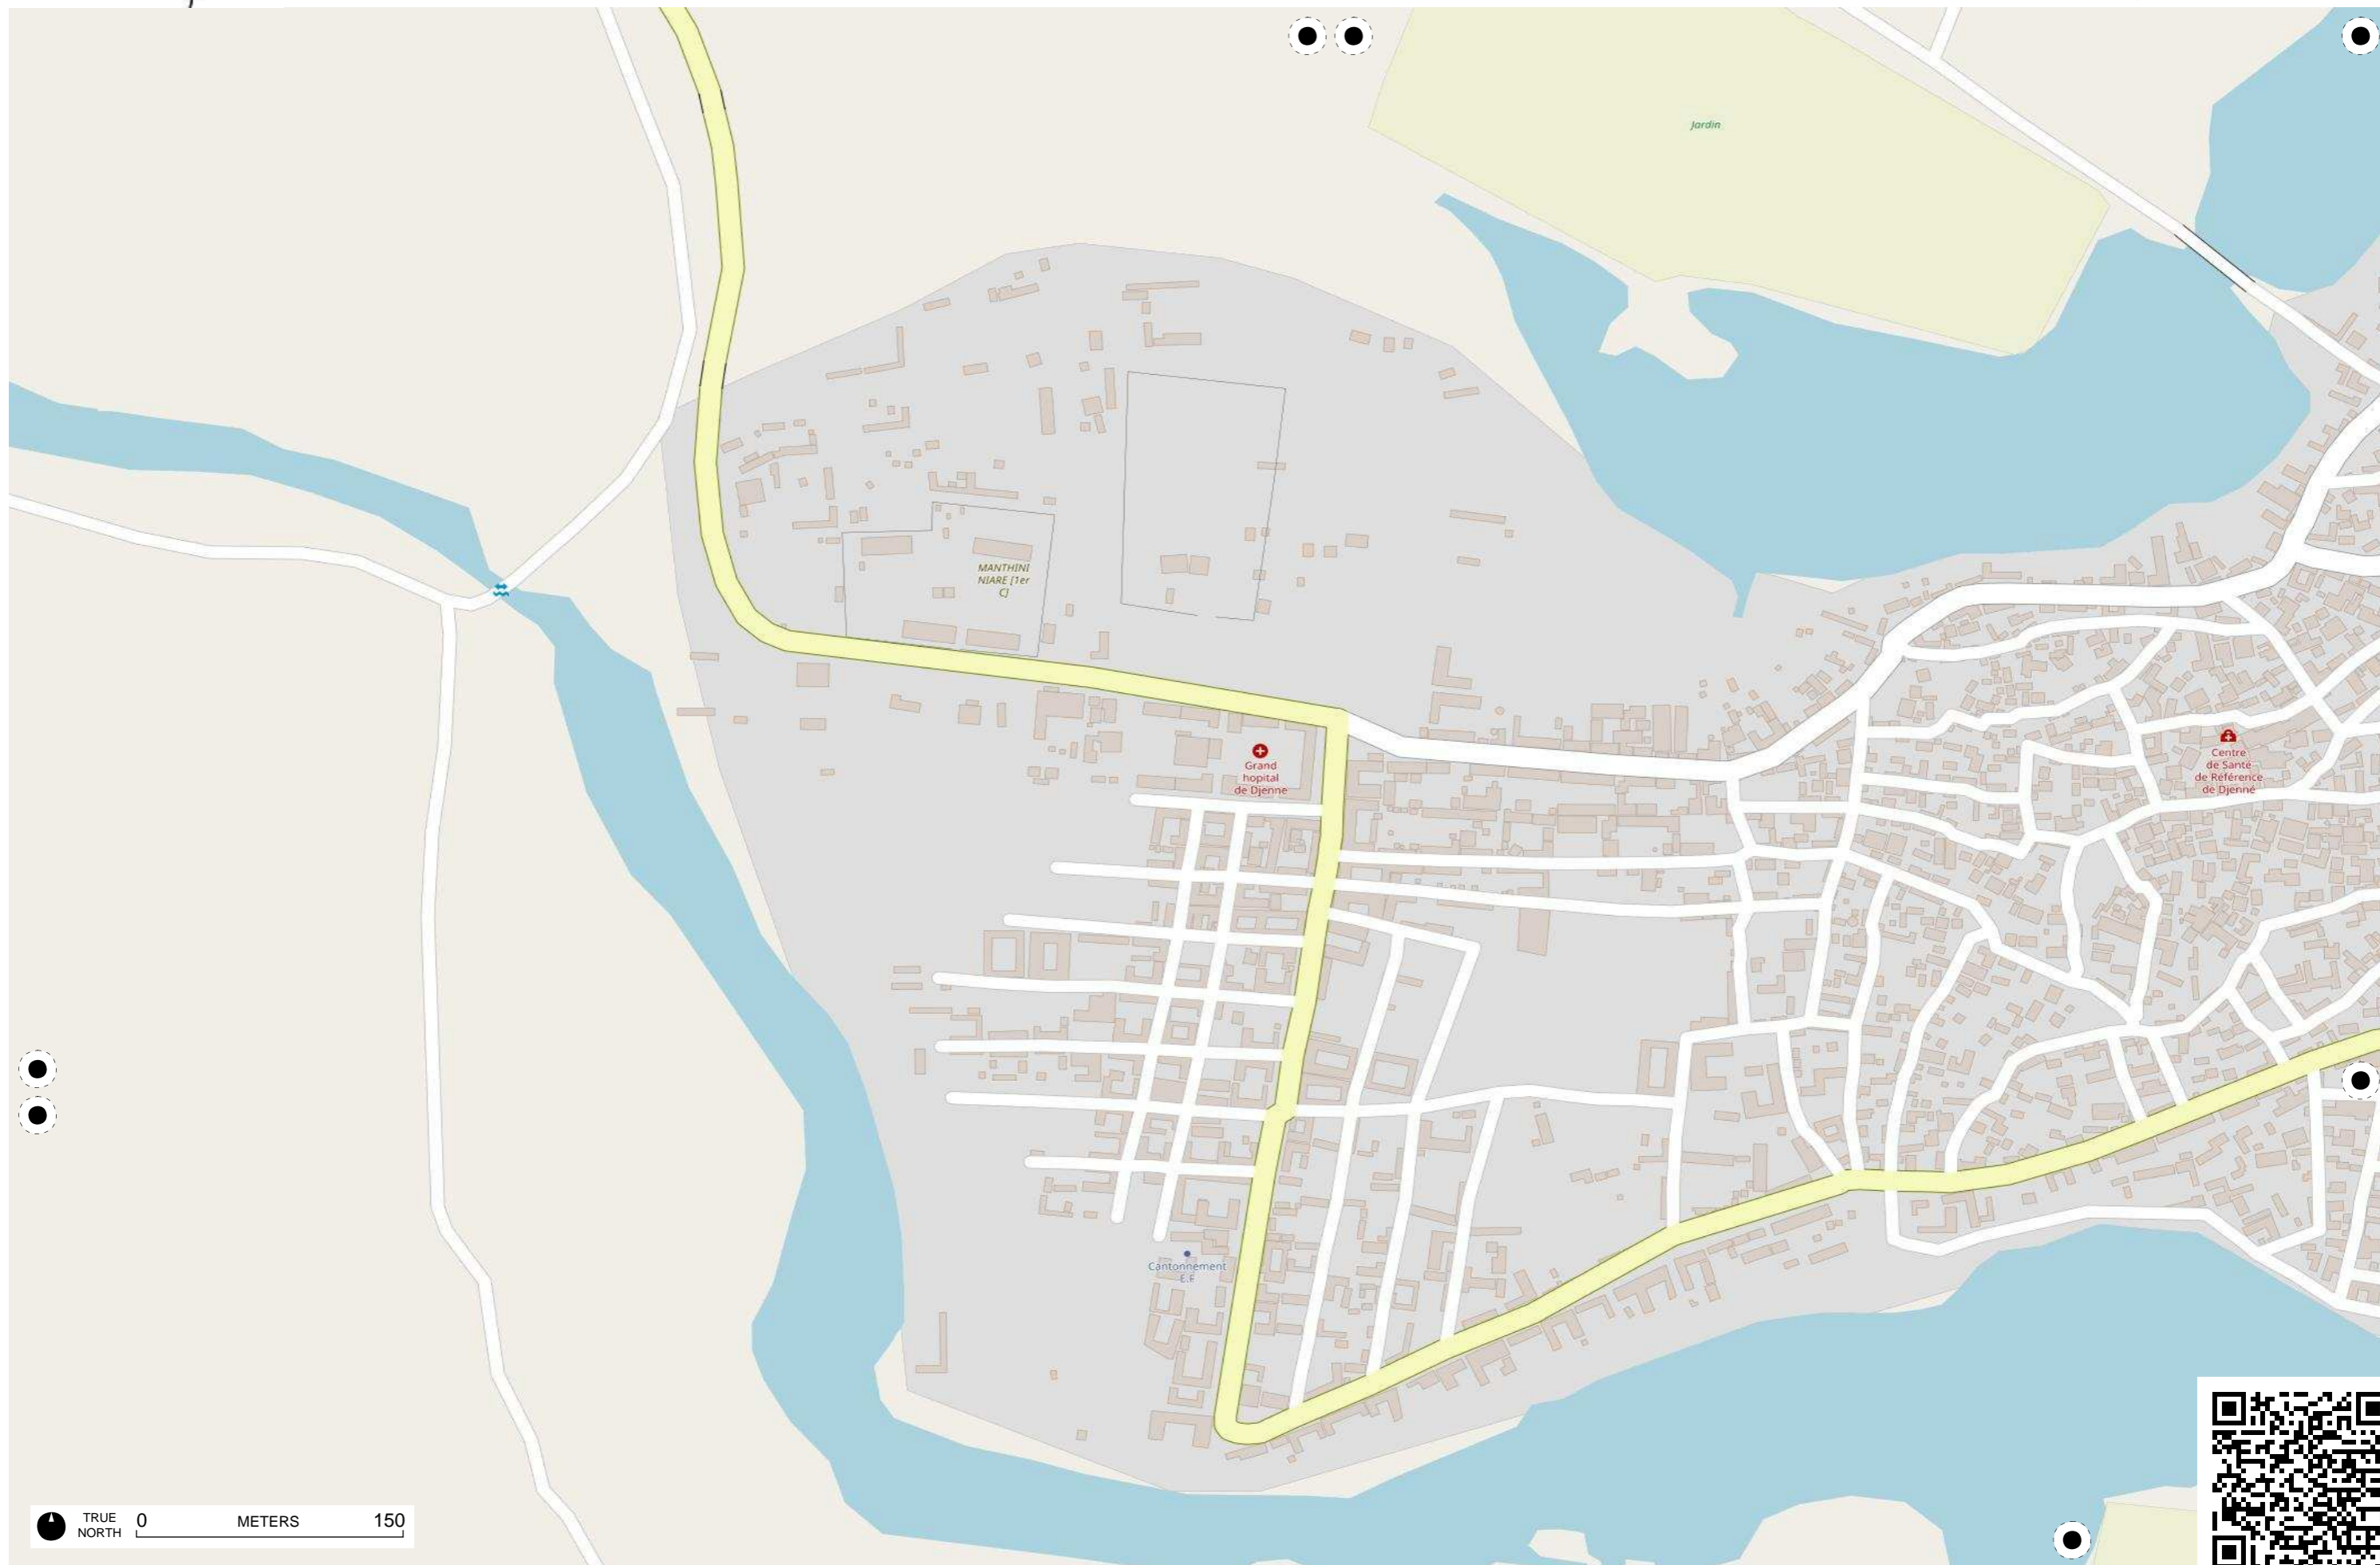 Jardin
MANTHINI
NIARE [1er
C]
Grand
hopital
de Djenne
Centre
de Santé
de Référence
de Djenné
Cantonnement
E.F
TRUE
NORTH
0 METERS 150